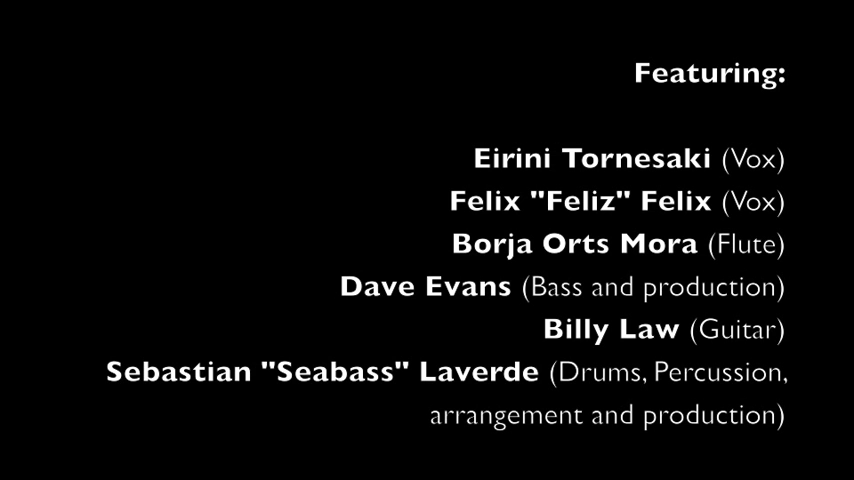 Featuring:
Eirini Tornesaki (Vox)
Felix "Feliz" Felix (Vox)
Borja Orts Mora (Flute)
Dave Evans (Bass and production)
Billy Law (Guitar)
Sebastian "Seabass" Laverde (Drums, Percussion,
arrangement and production)